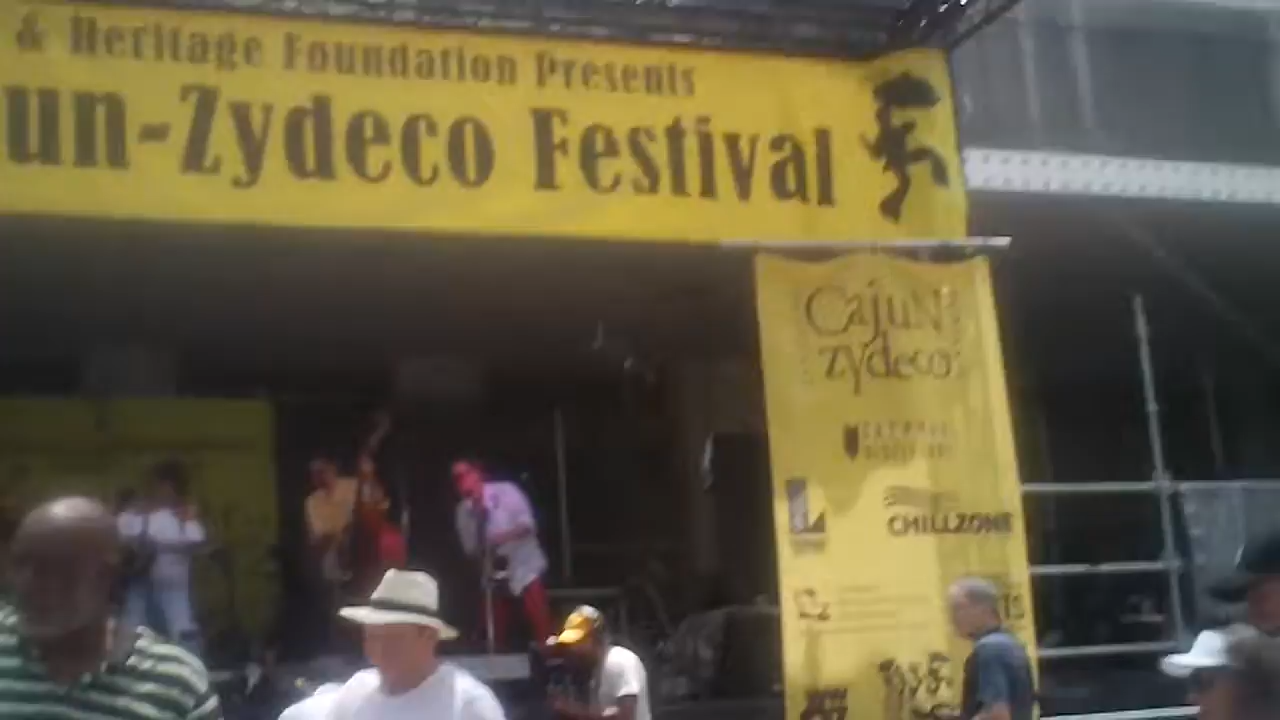 & Heritage Foundation Presents
un-Zydeco Festival
Cajun
zydeco
CHILLZONE